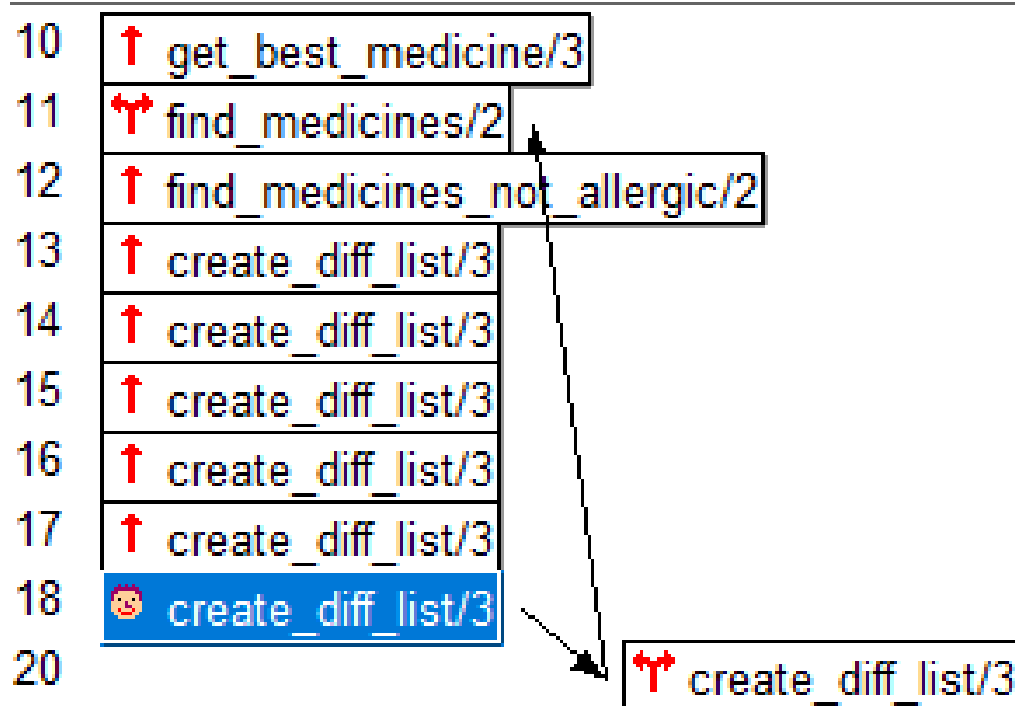 10 get_best_medicine/3
11 find_medicines/2
12 find_medicines_not_allergic/2
13 create_diff_list/3
14 create_diff_list/3
15 create_diff_list/3
16 create_diff_list/3
17 create_diff_list/3
18 create_diff_list/3
20 create_diff_list/3